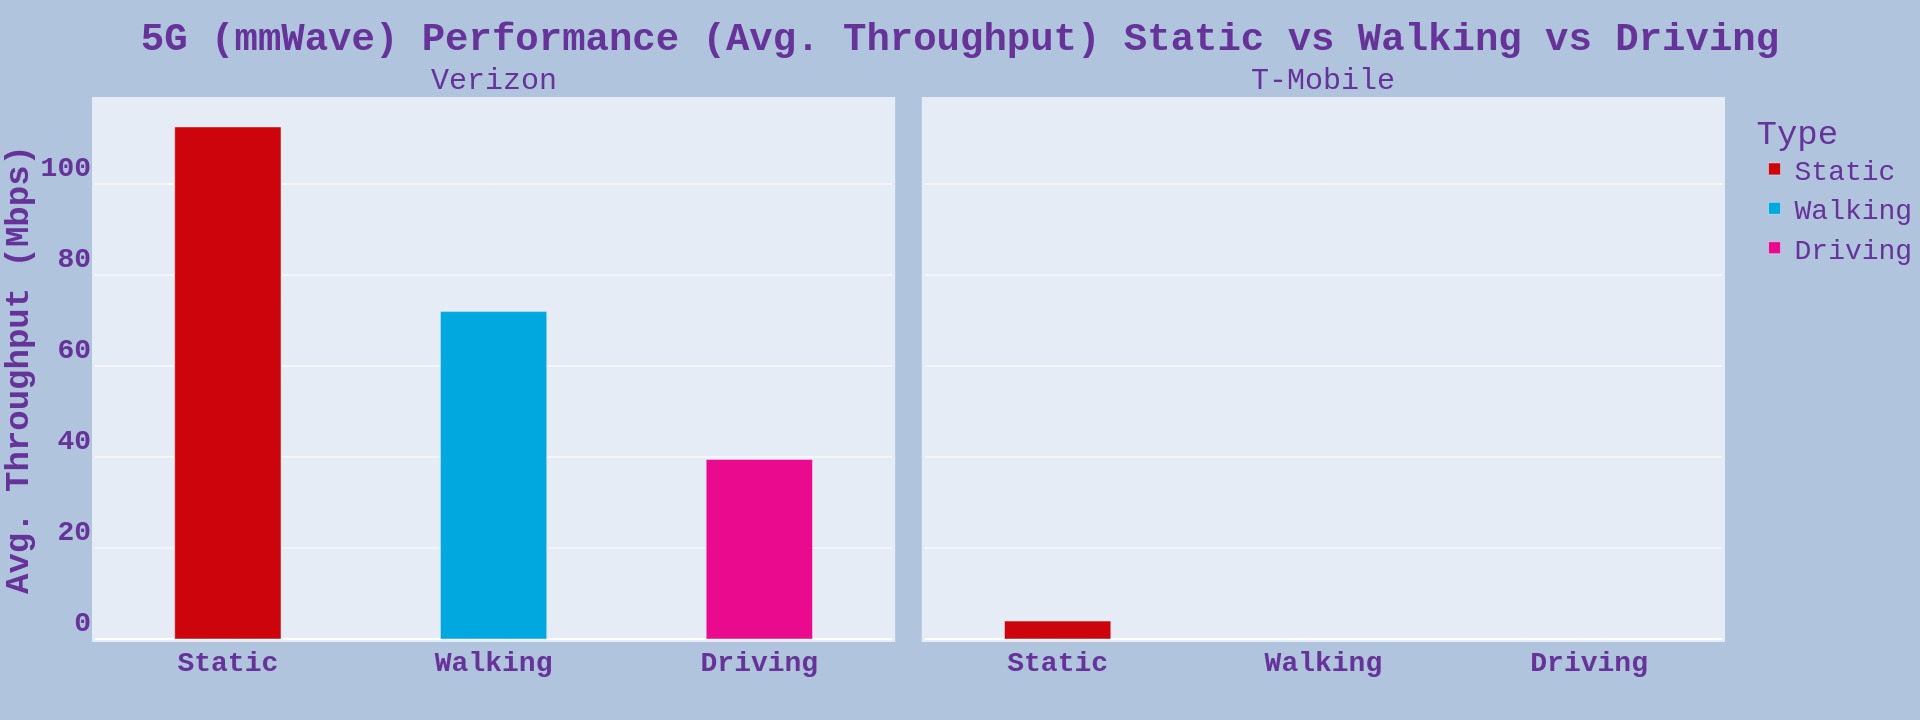 5G (mmWave) Performance (Avg. Throughput) Static vs Walking vs Driving
Verizon
T-Mobile
Avg. Throughput (Mbps)
100
80
60
40
20
0
Static
Walking
Driving
Static
Walking
Driving
Type
Static
Walking
Driving